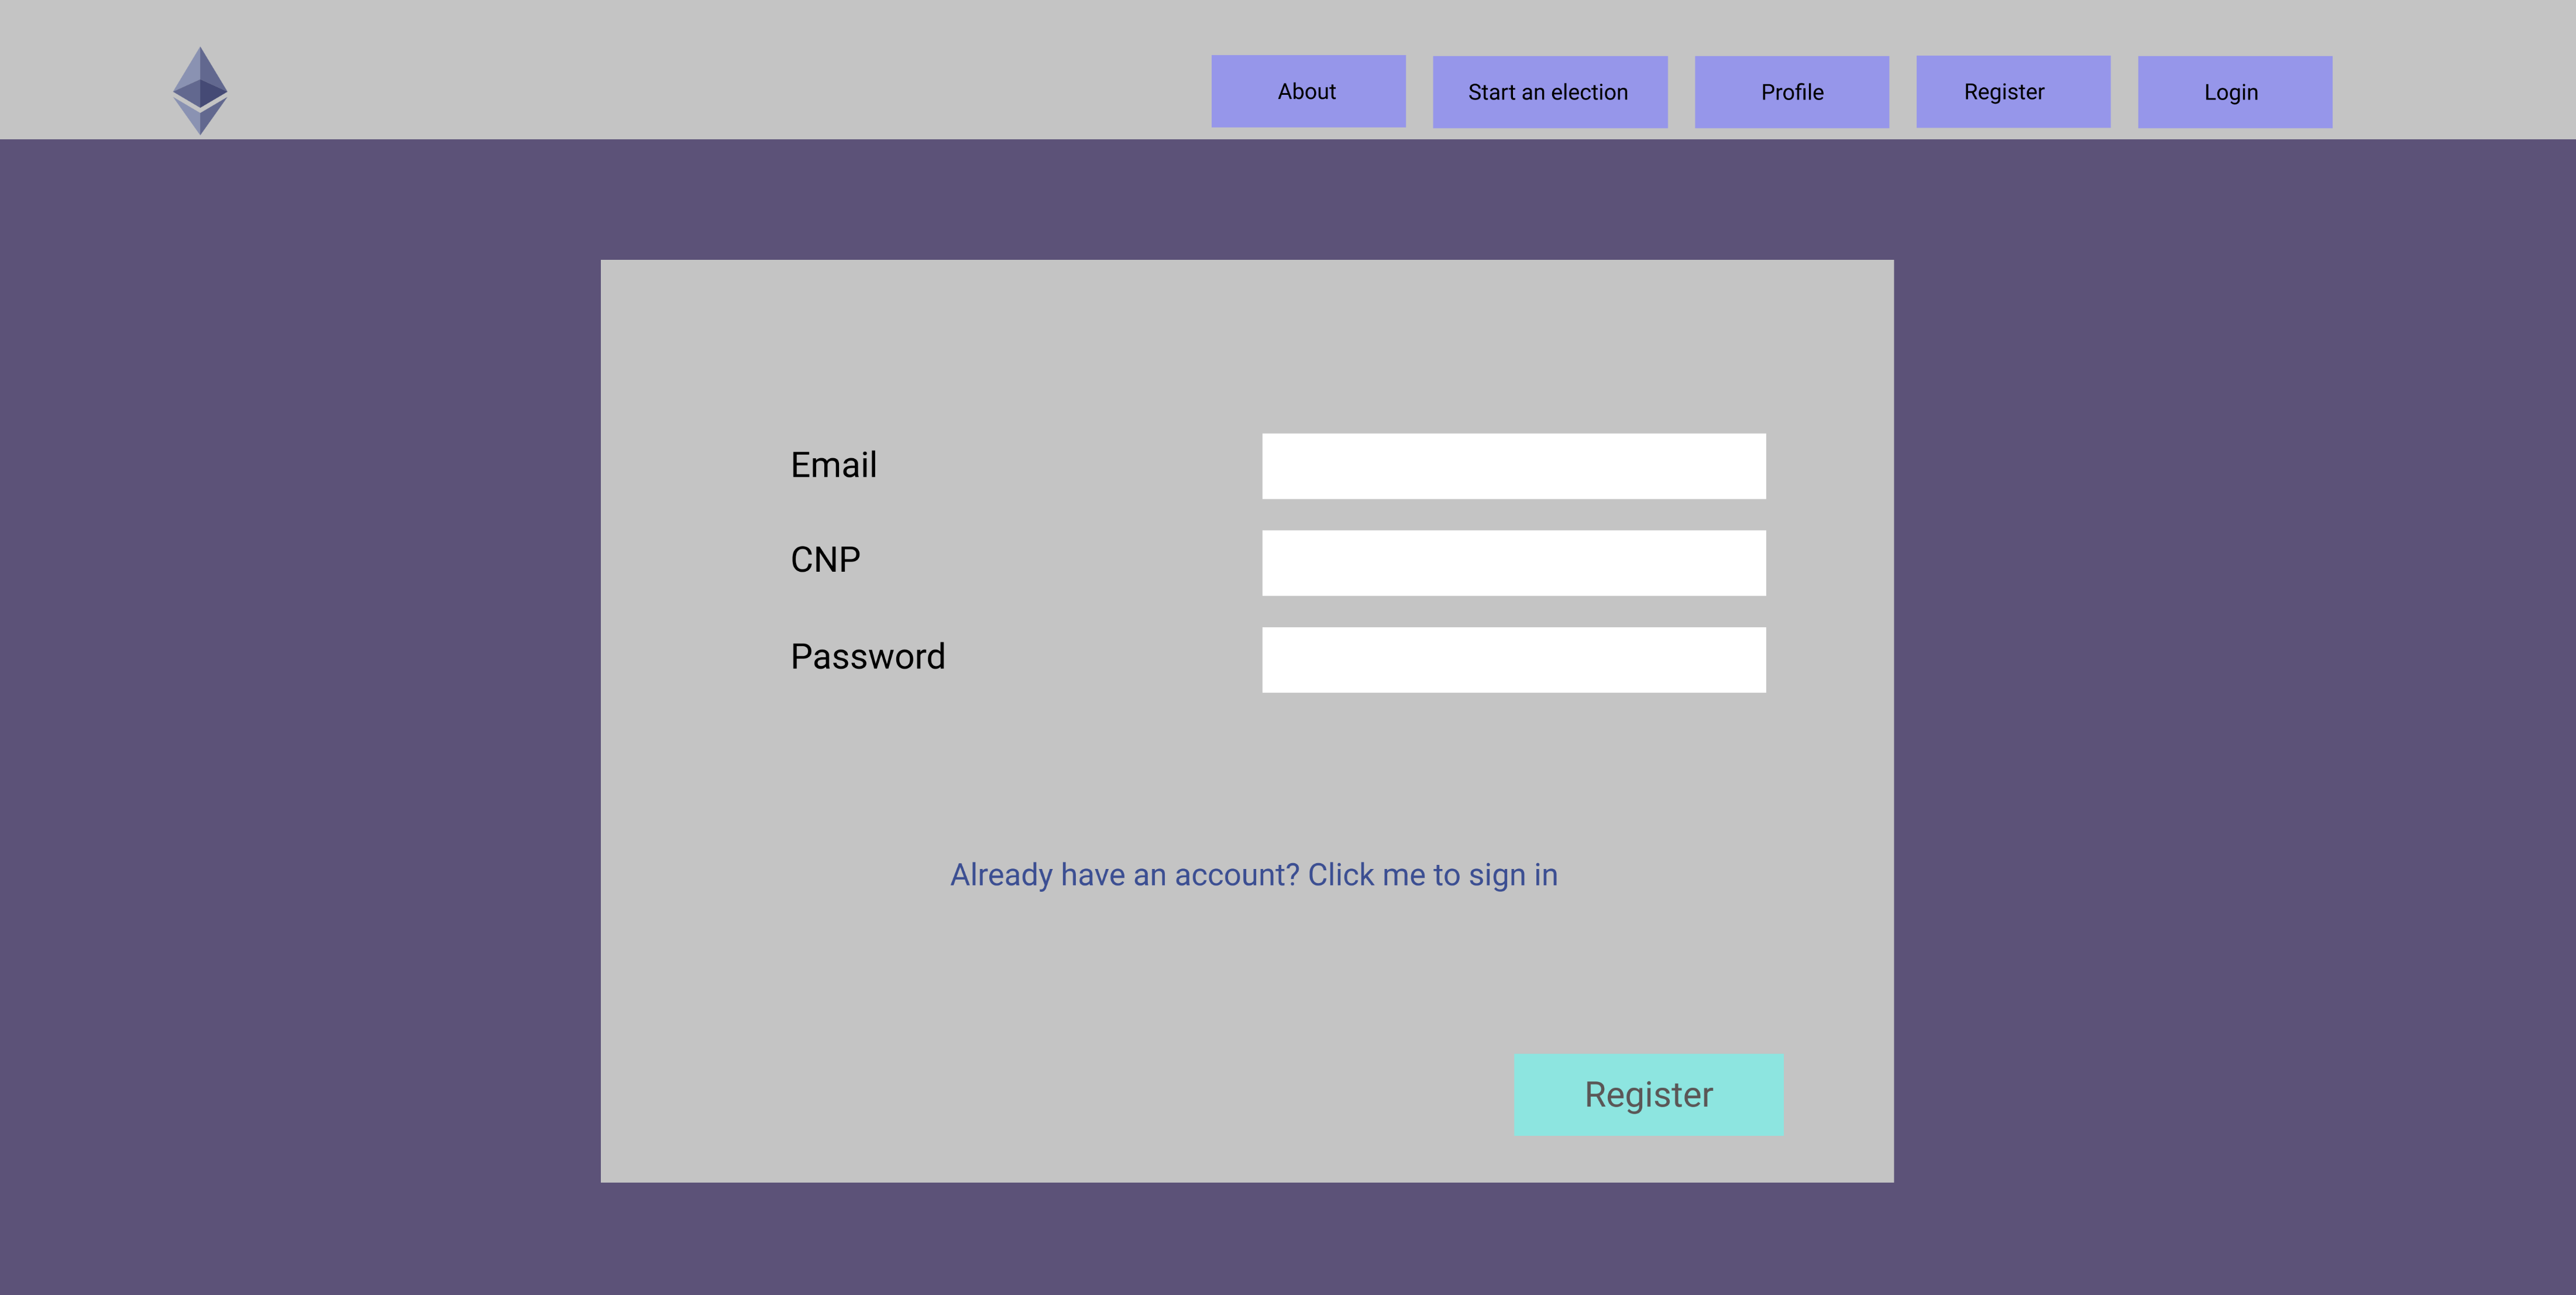 About
Start an election
Profile
Register
Login
Email
CNP
Password
Already have an account? Click me to sign in
Register